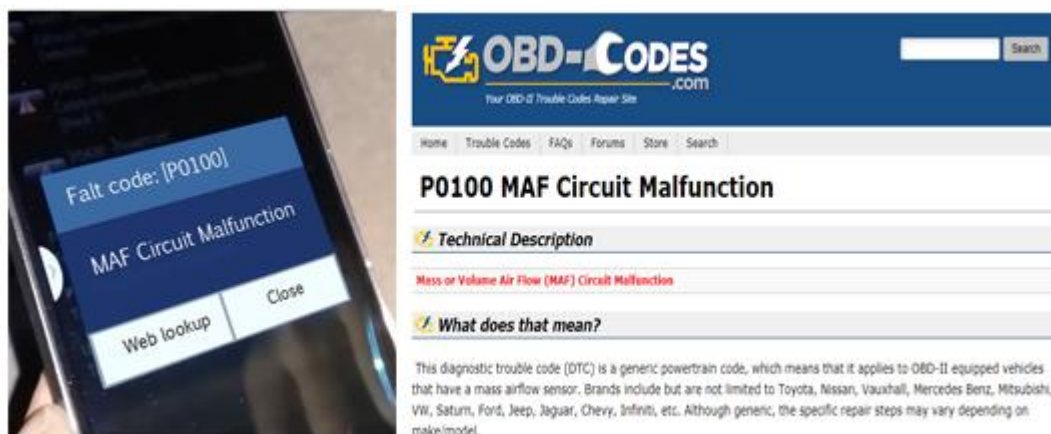 Falt code: [P0100]
MAF Circuit Malfunction
Web lookup
Close
OBD-CODES
.com
Your OBD-II Trouble Codes Repair Site
Search
Home Trouble Codes FAQs Forums Store Search
P0100 MAF Circuit Malfunction
Technical Description
Mass or Volume Air Flow (MAF) Circuit Malfunction
What does that mean?
This diagnostic trouble code (DTC) is a generic powertrain code, which means that it applies to OBD-II equipped vehicles
that have a mass airflow sensor. Brands include but are not limited to Toyota, Nissan, Vauxhall, Mercedes Benz, Mitsubishi,
VW, Saturn, Ford, Jeep, Jaguar, Chevy, Infiniti, etc. Although generic, the specific repair steps may vary depending on
make/model.